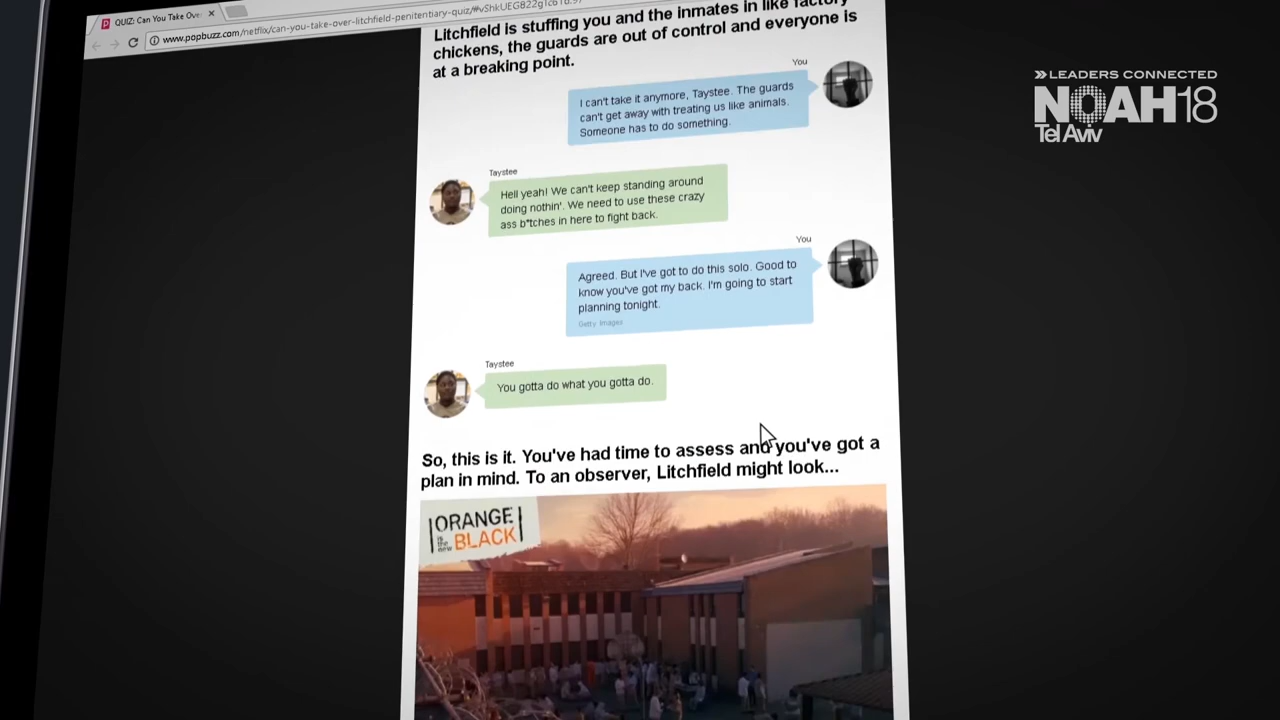 QUIZ: Can You Take Ove
www.popbuzz.com/netflix/can-you-take-over-litchfield-penitentiary-quiz/
Litchfield is stuffing you and the inmates in like factory
chickens, the guards are out of control and everyone is
at a breaking point.
You
I can't take it anymore, Taystee. The guards
can't get away with treating us like animals.
Someone has to do something.
Taystee
Hell yeah! We can't keep standing around
doing nothin'. We need to use these crazy
ass b*tches in here to fight back.
You
Agreed. But I've got to do this solo. Good to
know you've got my back. I'm going to start
planning tonight.
Getty Images
Taystee
You gotta do what you gotta do.
So, this is it. You've had time to assess and you've got a
plan in mind. To an observer, Litchfield might look...
ORANGE
is the new BLACK
LEADERS CONNECTED
NOAH18
Tel Aviv